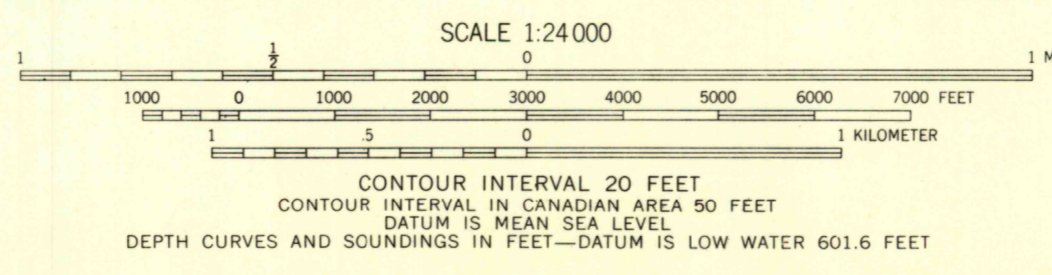 SCALE 1:24 000
1 ½ 0 1 M
1000 0 1000 2000 3000 4000 5000 6000 7000 FEET
1 .5 0 1 KILOMETER
CONTOUR INTERVAL 20 FEET
CONTOUR INTERVAL IN CANADIAN AREA 50 FEET
DATUM IS MEAN SEA LEVEL
DEPTH CURVES AND SOUNDINGS IN FEET—DATUM IS LOW WATER 601.6 FEET